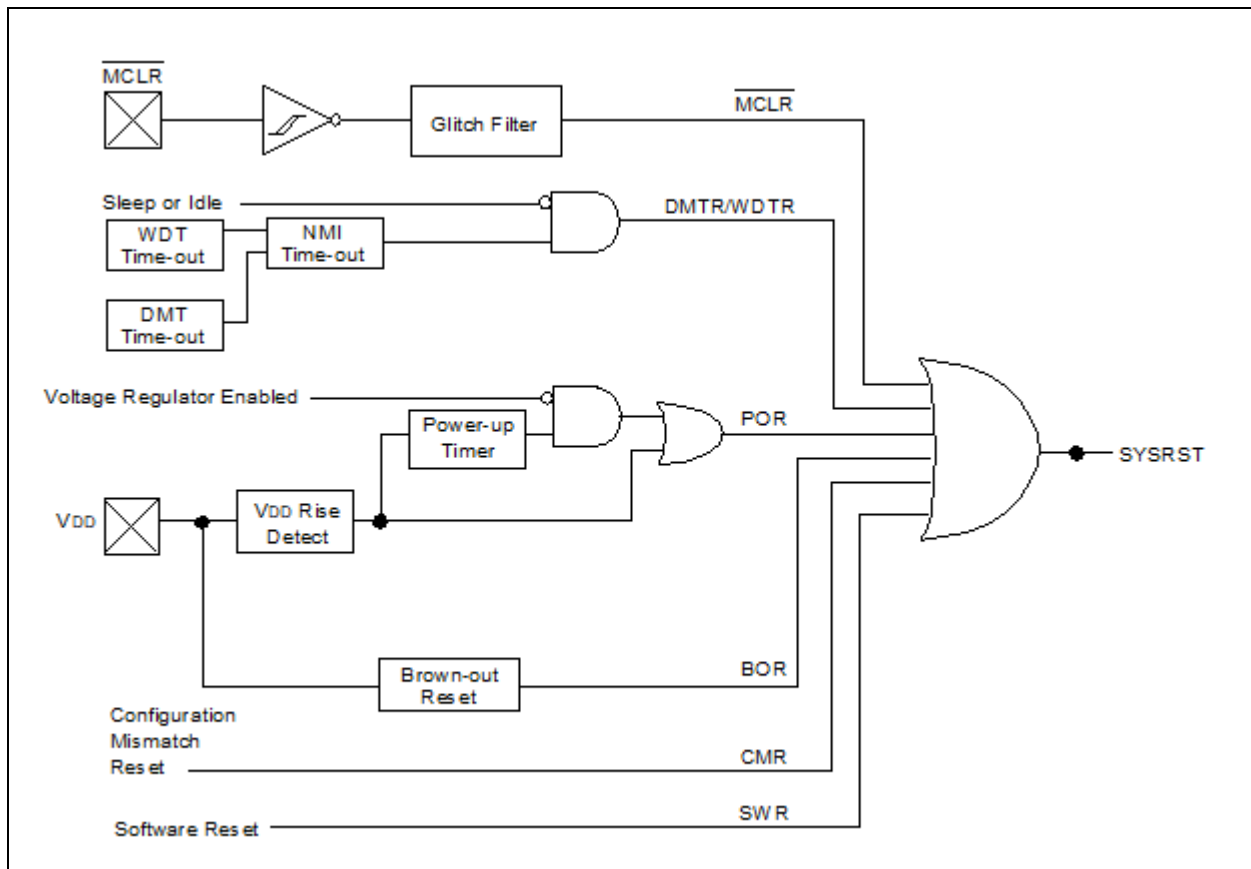 MCLR
Glitch Filter
MCLR
Sleep or Idle
WDT
Time-out
NMI
Time-out
DMTR/WDTR
DMT
Time-out
Voltage Regulator Enabled
Power-up
Timer
POR
SYSRST
VDD
VDD Rise
Detect
Brown-out
Reset
BOR
Configuration
Mismatch
Reset
CMR
Software Reset
SWR